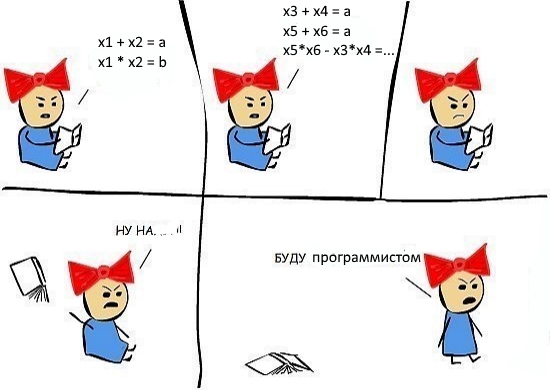 x1 + x2 = a
x1 * x2 = b
x3 + x4 = a
x5 + x6 = a
x5*x6 - x3*x4 =...
НУ НА.
БУДУ программистом